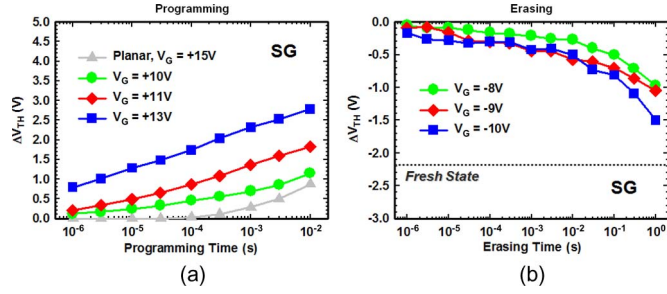 Programming
ΔV_TH (V)
5.0
4.5
4.0
3.5
3.0
2.5
2.0
1.5
1.0
0.5
0.0
Planar, V_G = +15V
V_G = +10V
V_G = +11V
V_G = +13V
SG
10⁻⁶ 10⁻⁵ 10⁻⁴ 10⁻³ 10⁻²
Programming Time (s)
(a)
Erasing
ΔV_TH (V)
-0.0
-0.5
-1.0
-1.5
-2.0
-2.5
-3.0
V_G = -8V
V_G = -9V
V_G = -10V
Fresh State
SG
10⁻⁶ 10⁻⁵ 10⁻⁴ 10⁻³ 10⁻² 10⁻¹ 10⁰
Erasing Time (s)
(b)